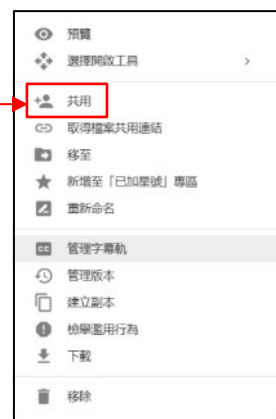 預覽
選擇開啟工具
共用
取得檔案共用連結
移至
新增至「已加星號」專區
重新命名
CC 管理字幕軌
管理版本
建立副本
檢舉濫用行為
下載
移除